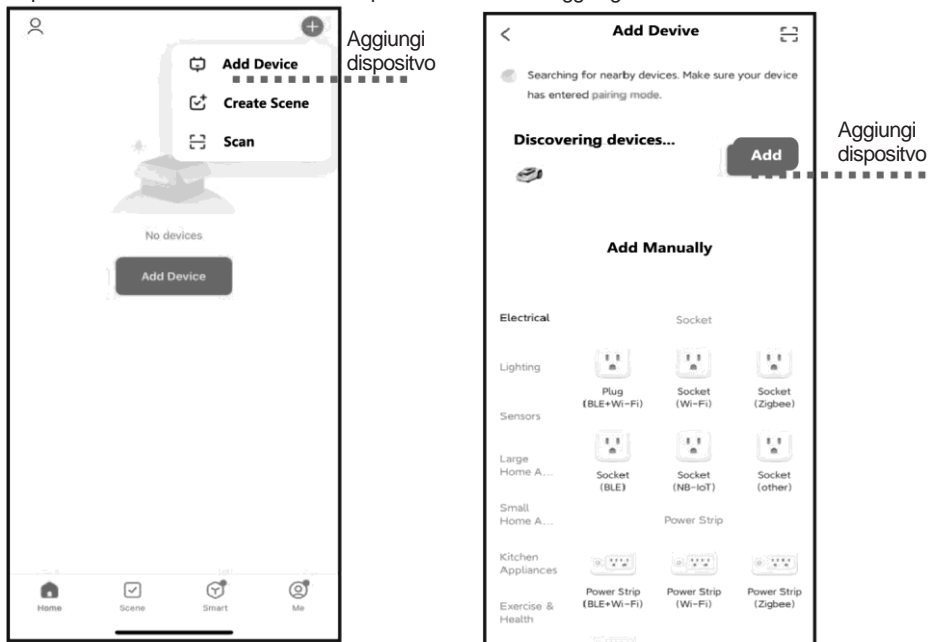 Add Device
Create Scene
Scan
Aggiungi
dispositvo
No devices
Add Device
Home
Scene
Smart
Me
Add Devive
Searching for nearby devices. Make sure your device
has entered pairing mode.
Discovering devices...
Add
Aggiungi
dispositvo
Add Manually
Electrical
Lighting
Sensors
Large
Home A...
Small
Home A...
Kitchen
Appliances
Exercise &
Health
Socket
Plug
(BLE+Wi-Fi)
Socket
(Wi-Fi)
Socket
(Zigbee)
Socket
(BLE)
Socket
(NB-IoT)
Socket
(other)
Power Strip
Power Strip
(BLE+Wi-Fi)
Power Strip
(Wi-Fi)
Power Strip
(Zigbee)